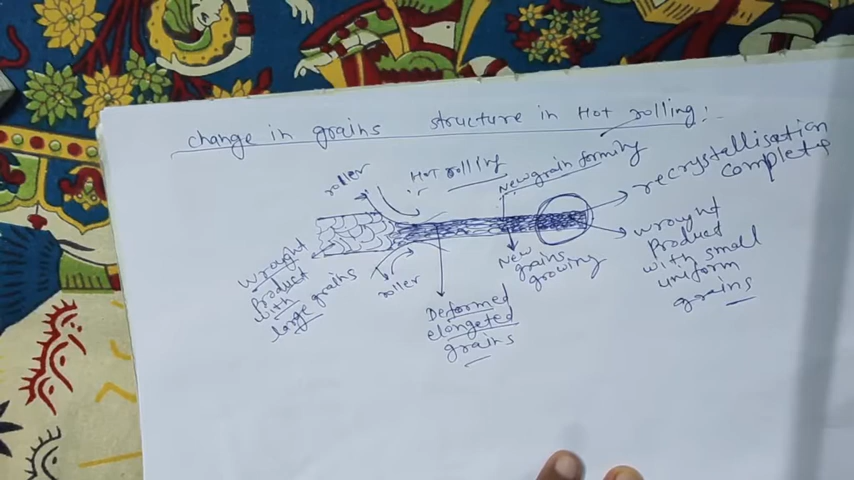 change in grains structure in Hot rolling:-
roller
Hot rolling
New grain forming
recrystallisation
complete
wrought
Product
with
large grains
roller
Deformed
elongeted
grains
New
grains
growing
wrought
Product
with small
uniform
grains